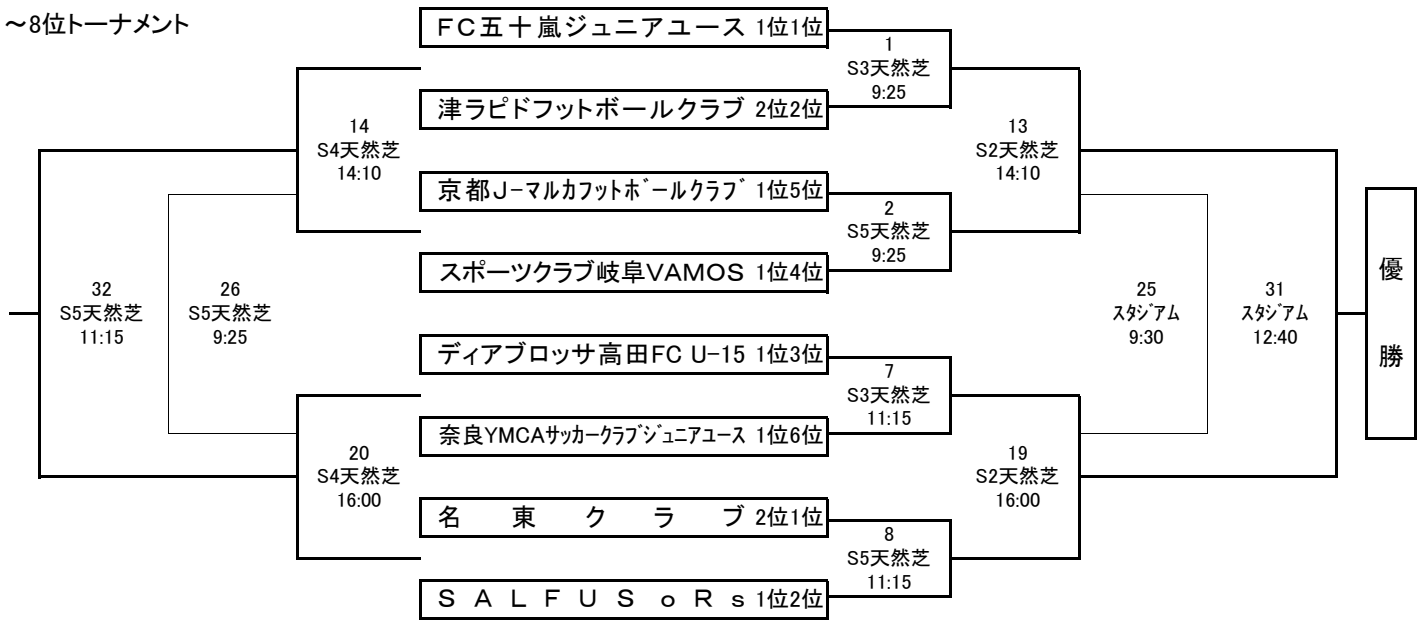 ～8位トーナメント
FC五十嵐ジュニアユース 1位1位
1
S3天然芝
9:25
津ラピドフットボールクラブ 2位2位
14
S4天然芝
14:10
13
S2天然芝
14:10
京都J-マルカフットボールクラブ 1位5位
2
S5天然芝
9:25
スポーツクラブ岐阜VAMOS 1位4位
32
S5天然芝
11:15
26
S5天然芝
9:25
25
スタジアム
9:30
31
スタジアム
12:40
優
勝
ディアブロッサ高田FC U-15 1位3位
7
S3天然芝
11:15
奈良YMCAサッカークラブジュニアユース 1位6位
20
S4天然芝
16:00
19
S2天然芝
16:00
名東クラブ 2位1位
8
S5天然芝
11:15
SALFUS oRs 1位2位